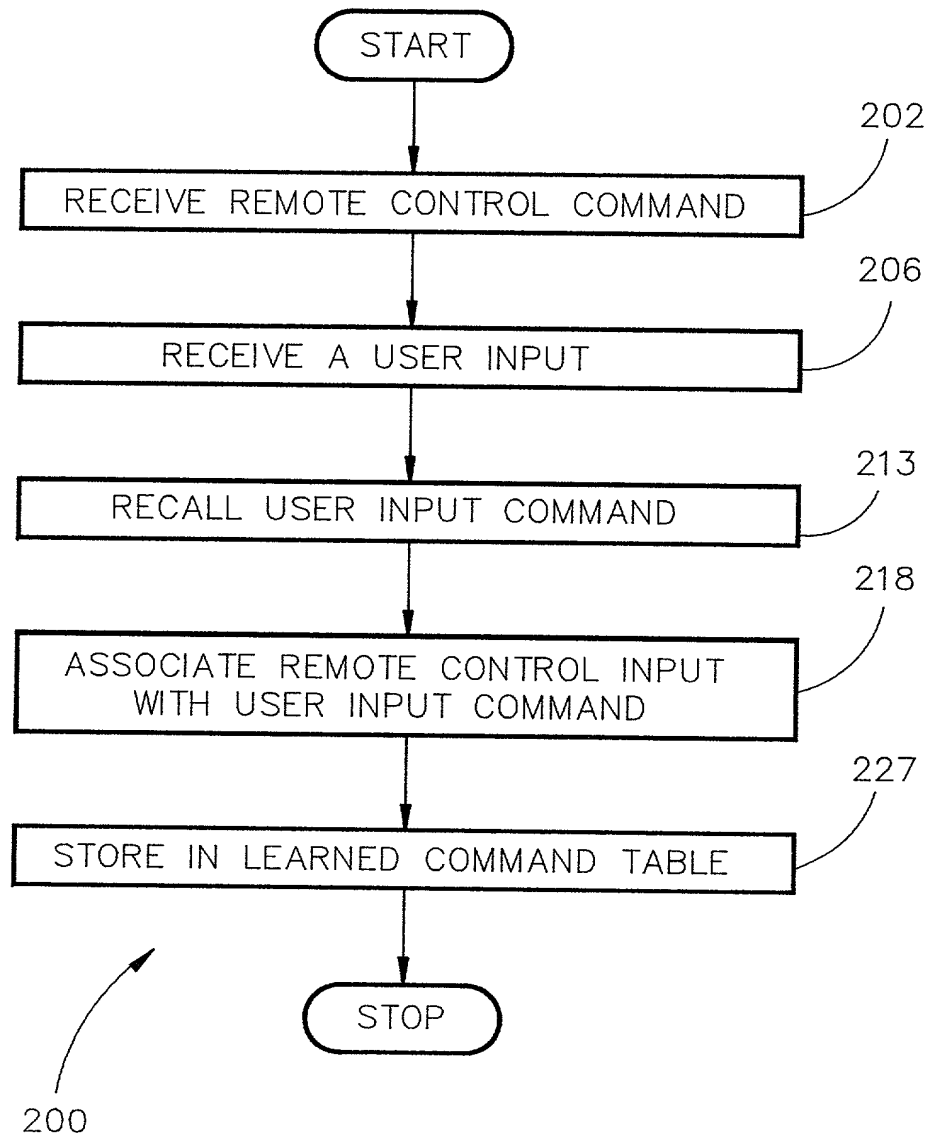 START
202
RECEIVE REMOTE CONTROL COMMAND
206
RECEIVE A USER INPUT
213
RECALL USER INPUT COMMAND
218
ASSOCIATE REMOTE CONTROL INPUT
WITH USER INPUT COMMAND
227
STORE IN LEARNED COMMAND TABLE
STOP
200